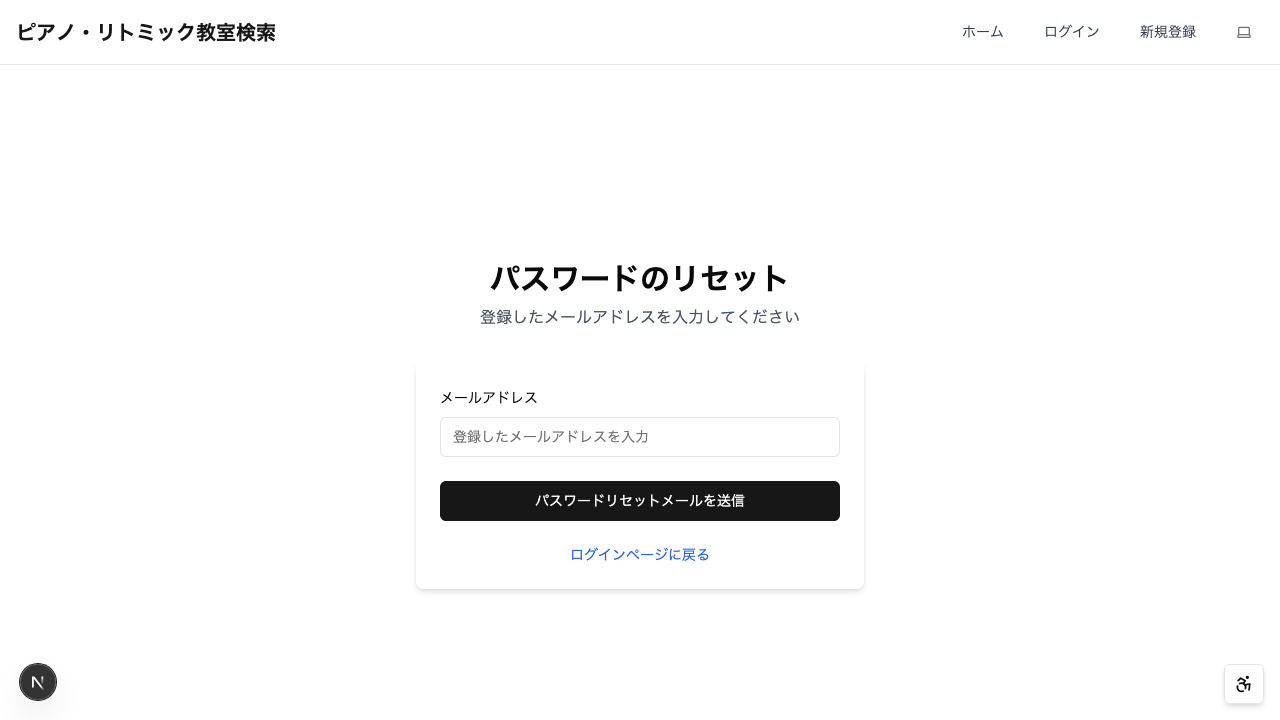 ピアノ・リトミック教室検索
ホーム
ログイン
新規登録
パスワードのリセット
登録したメールアドレスを入力してください
メールアドレス
登録したメールアドレスを入力
パスワードリセットメールを送信
ログインページに戻る
N